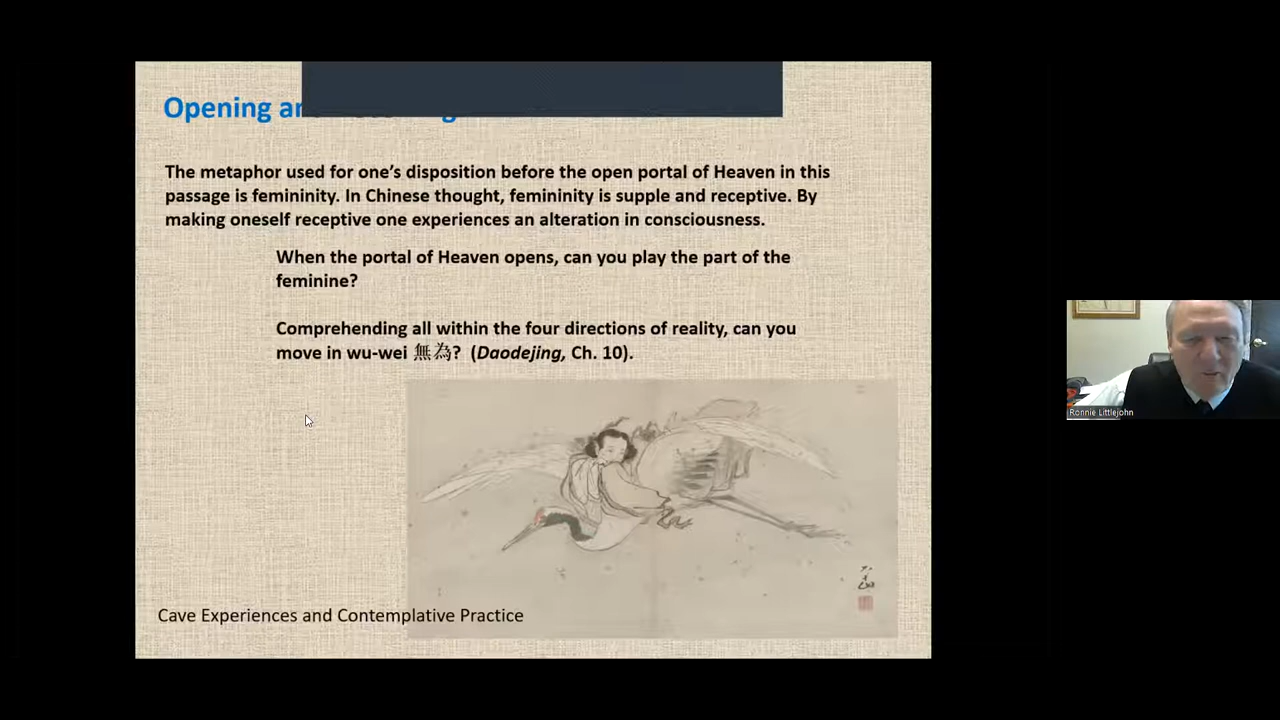 Opening
The metaphor used for one’s disposition before the open portal of Heaven in this
passage is femininity. In Chinese thought, femininity is supple and receptive. By
making oneself receptive one experiences an alteration in consciousness.
When the portal of Heaven opens, can you play the part of the
feminine?
Comprehending all within the four directions of reality, can you
move in wu-wei 無為? (Daodejing, Ch. 10).
Cave Experiences and Contemplative Practice
Ronnie Littlejohn